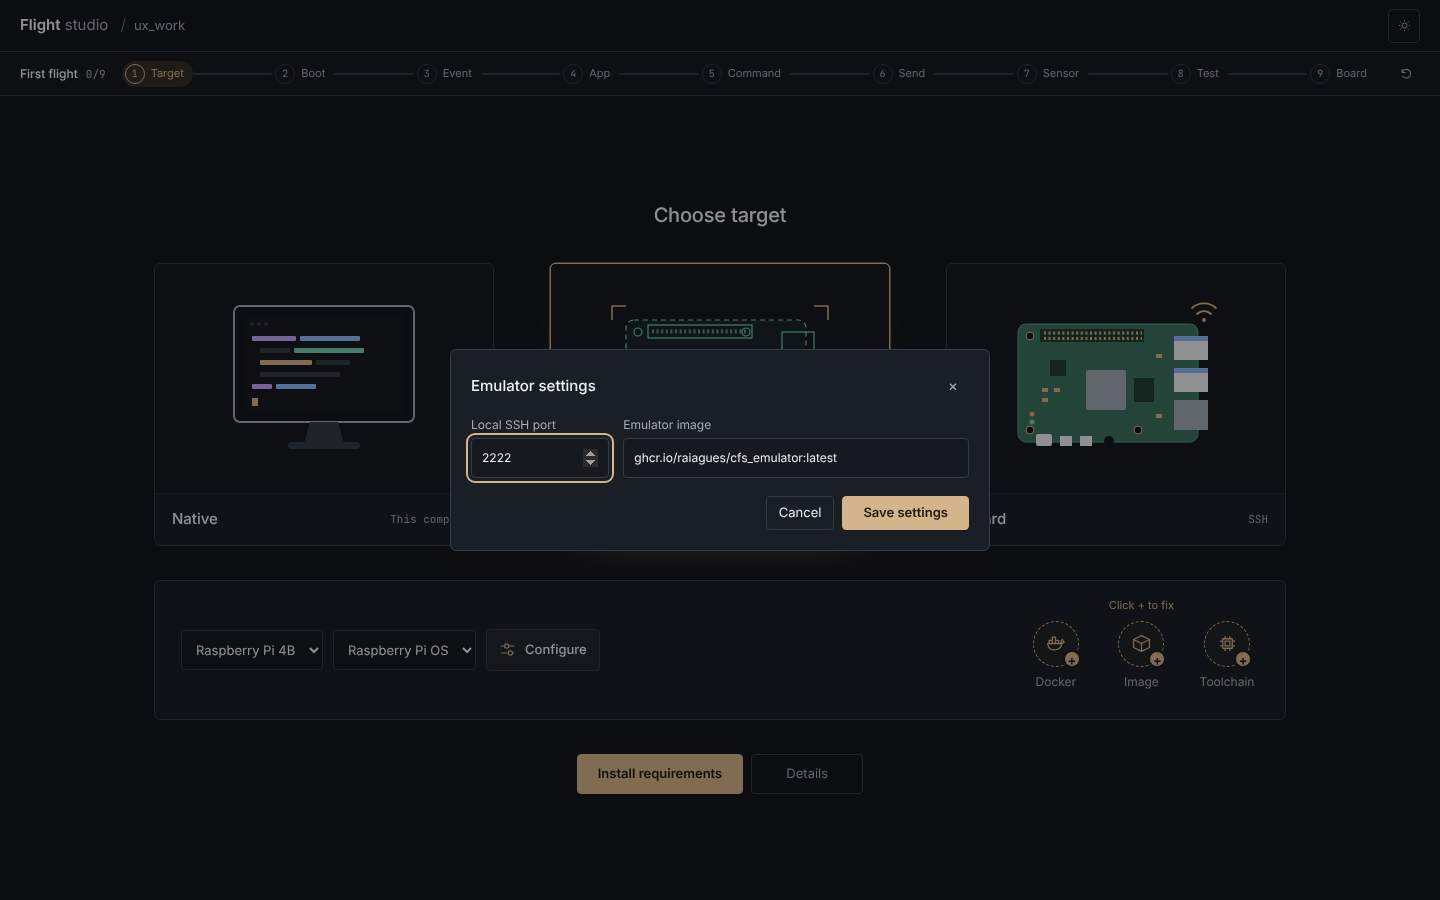 Flight studio / ux_work
First flight 0/9 1 Target 2 Boot 3 Event 4 App 5 Command 6 Send 7 Sensor 8 Test 9 Board
Choose target
Emulator settings ×
Local SSH port Emulator image
2222 ghcr.io/raiagues/cfs_emulator:latest
Cancel Save settings
Native This comp rd SSH
Click + to fix
Raspberry Pi 4B Raspberry Pi OS Configure
Docker Image Toolchain
Install requirements Details